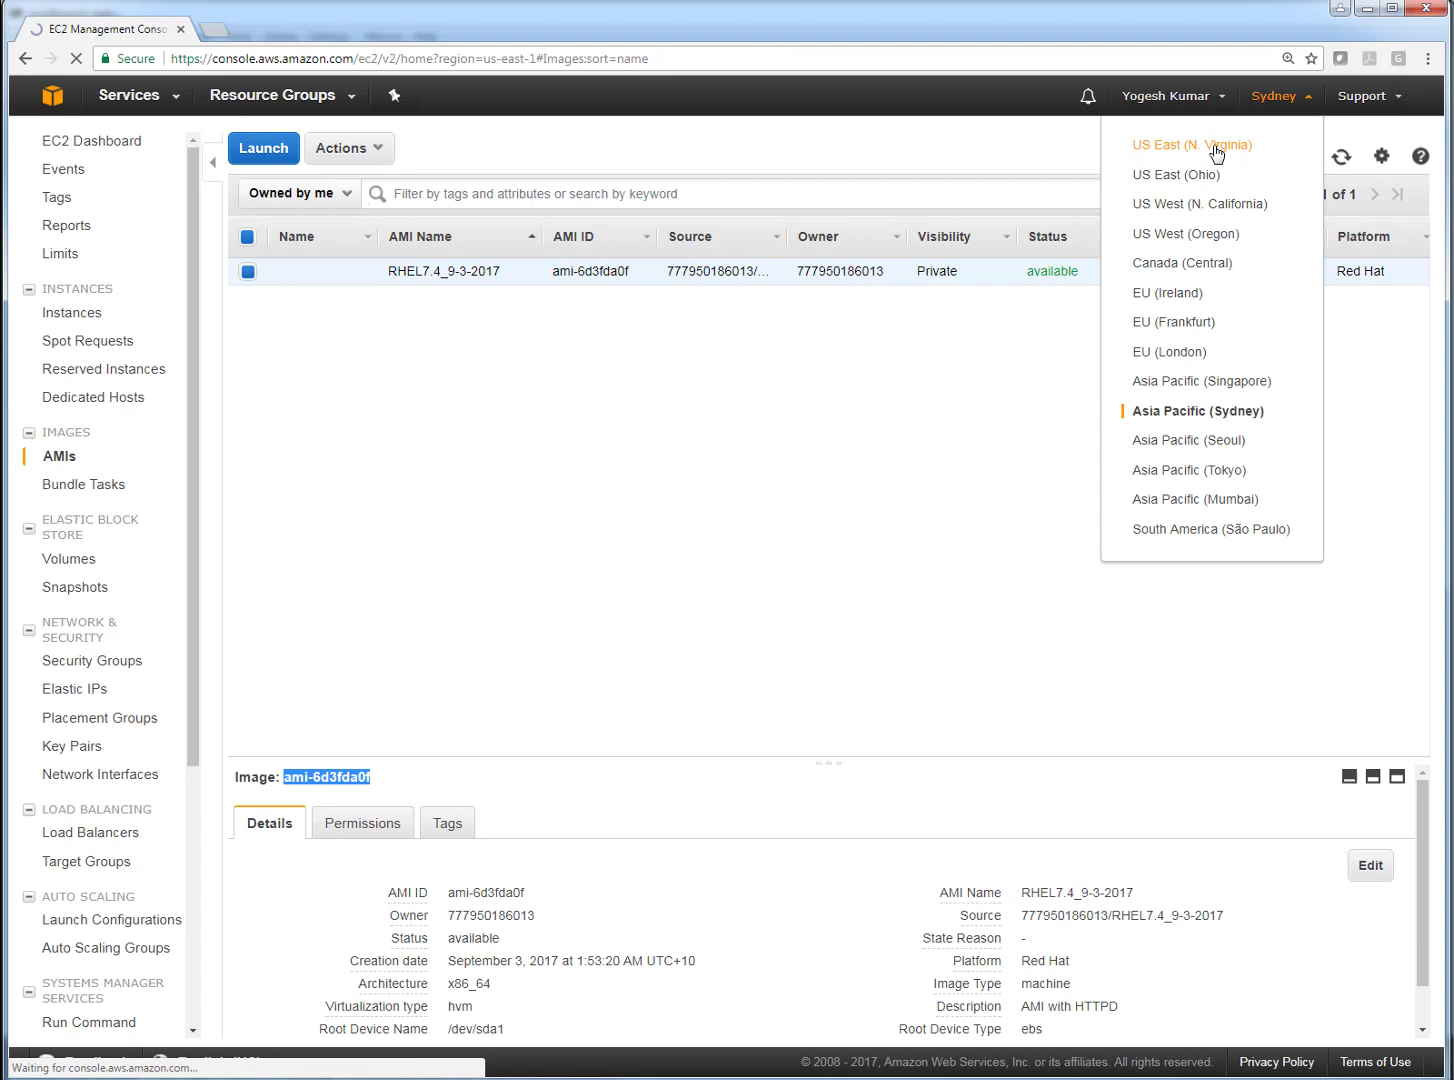 EC2 Management Conso
Secure https://console.aws.amazon.com/ec2/v2/home?region=us-east-1#Images:sort=name
Services Resource Groups Yogesh Kumar Sydney Support
EC2 Dashboard
Events
Tags
Reports
Limits
INSTANCES
Instances
Spot Requests
Reserved Instances
Dedicated Hosts
IMAGES
AMIs
Bundle Tasks
ELASTIC BLOCK
STORE
Volumes
Snapshots
NETWORK &
SECURITY
Security Groups
Elastic IPs
Placement Groups
Key Pairs
Network Interfaces
LOAD BALANCING
Load Balancers
Target Groups
AUTO SCALING
Launch Configurations
Auto Scaling Groups
SYSTEMS MANAGER
SERVICES
Run Command
Launch Actions
Owned by me Filter by tags and attributes or search by keyword 1 of 1
Name AMI Name AMI ID Source Owner Visibility Status Platform
RHEL7.4_9-3-2017 ami-6d3fda0f 777950186013/... 777950186013 Private available Red Hat
US East (N. Virginia)
US East (Ohio)
US West (N. California)
US West (Oregon)
Canada (Central)
EU (Ireland)
EU (Frankfurt)
EU (London)
Asia Pacific (Singapore)
Asia Pacific (Sydney)
Asia Pacific (Seoul)
Asia Pacific (Tokyo)
Asia Pacific (Mumbai)
South America (São Paulo)
Image: ami-6d3fda0f
Details Permissions Tags
Edit
AMI ID ami-6d3fda0f AMI Name RHEL7.4_9-3-2017
Owner 777950186013 Source 777950186013/RHEL7.4_9-3-2017
Status available State Reason -
Creation date September 3, 2017 at 1:53:20 AM UTC+10 Platform Red Hat
Architecture x86_64 Image Type machine
Virtualization type hvm Description AMI with HTTPD
Root Device Name /dev/sda1 Root Device Type ebs
Waiting for console.aws.amazon.com...
© 2008 - 2017, Amazon Web Services, Inc. or its affiliates. All rights reserved. Privacy Policy Terms of Use